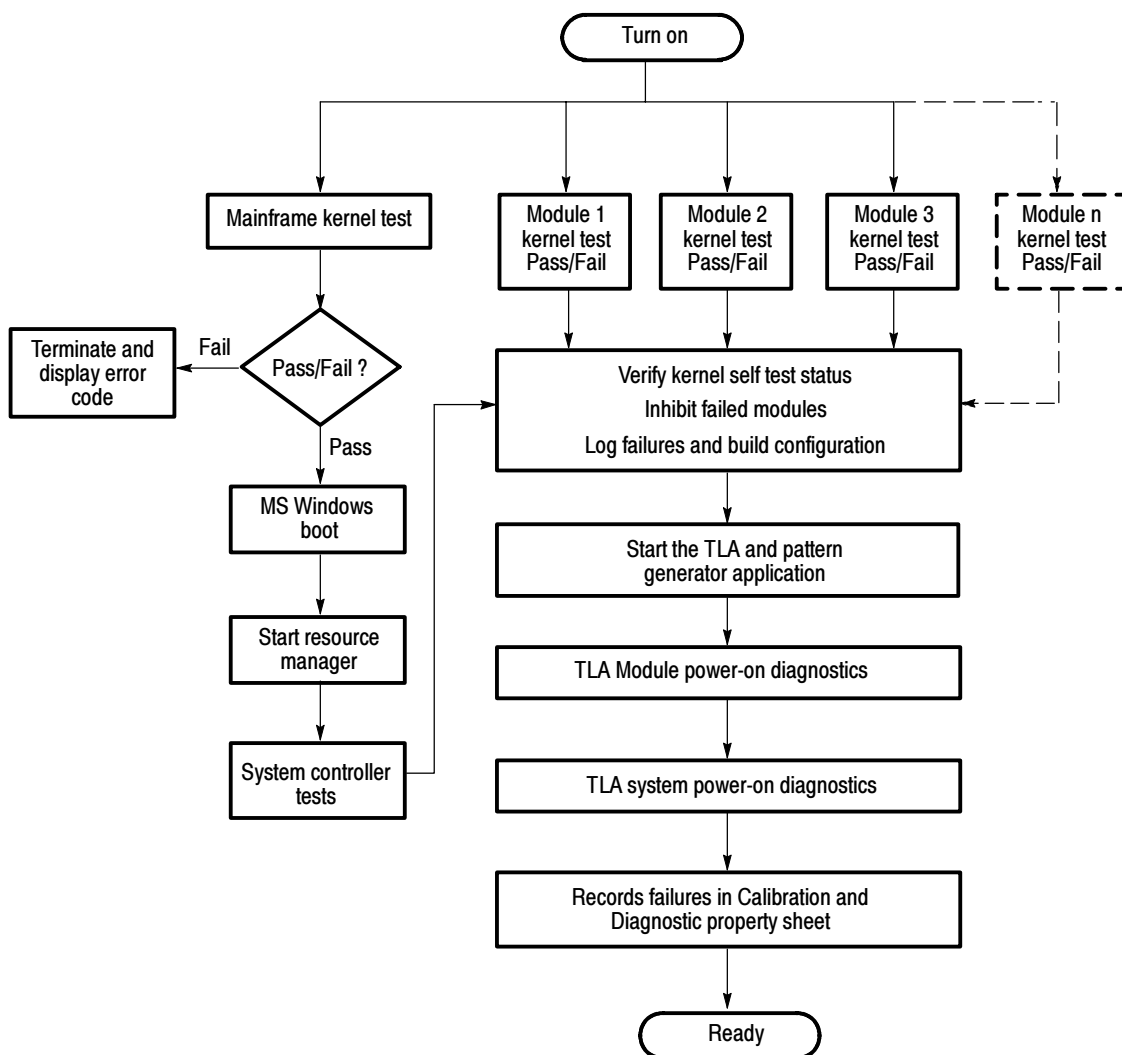 Turn on
Mainframe kernel test
Module 1
kernel test
Pass/Fail
Module 2
kernel test
Pass/Fail
Module 3
kernel test
Pass/Fail
Module n
kernel test
Pass/Fail
Terminate and
display error
code
Fail
Pass/Fail ?
Pass
MS Windows
boot
Start resource
manager
System controller
tests
Verify kernel self test status
Inhibit failed modules
Log failures and build configuration
Start the TLA and pattern
generator application
TLA Module power-on diagnostics
TLA system power-on diagnostics
Records failures in Calibration and
Diagnostic property sheet
Ready